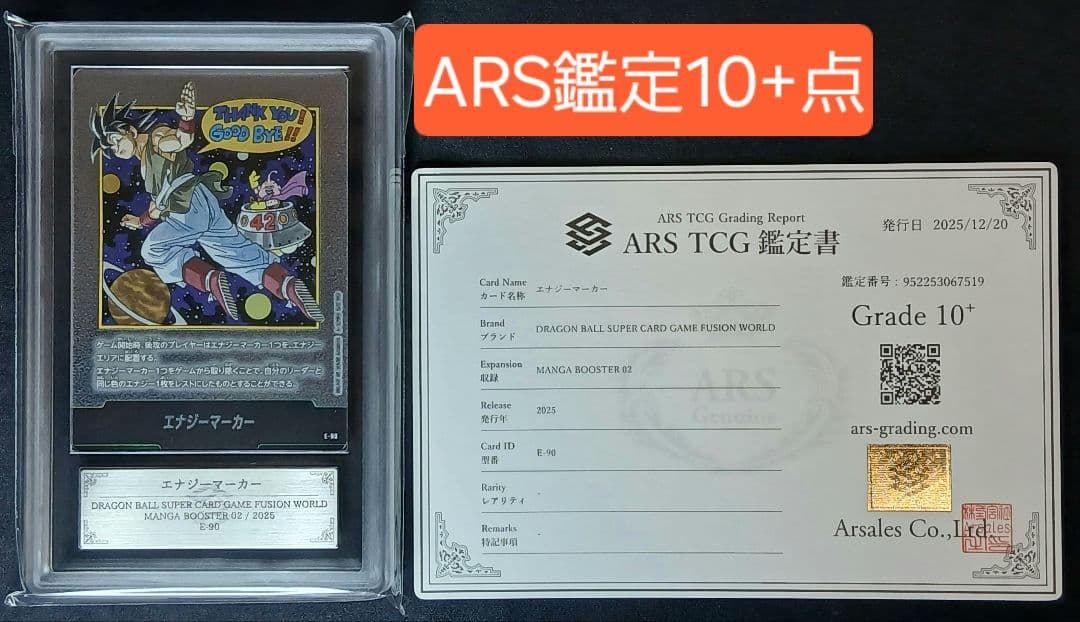 ARS鑑定10+点
THANK YOU!
GOOD BYE!!
42
ゲーム開始時、後攻のプレイヤーはエナジーマーカー1つを、エナジー
エリアに配置する。
エナジーマーカー1つをゲームから取り除くことで、自分のリーダーと
同じ色のエナジー1枚をレストにしたものとすることができる。
エナジーマーカー
E-90
エナジーマーカー
DRAGON BALL SUPER CARD GAME FUSION WORLD
MANGA BOOSTER 02 / 2025
E-90
ARS TCG Grading Report
ARS TCG 鑑定書
発行日 2025/12/20
鑑定番号：952253067519
Grade 10+
ars-grading.com
Arsales Co.,Ltd.
Card Name
カード名称
エナジーマーカー
Brand
ブランド
DRAGON BALL SUPER CARD GAME FUSION WORLD
Expansion
収録
MANGA BOOSTER 02
Release
発行年
2025
Card ID
型番
E-90
Rarity
レアリティ
-
Remarks
特記事項
-
ARS
Genuine